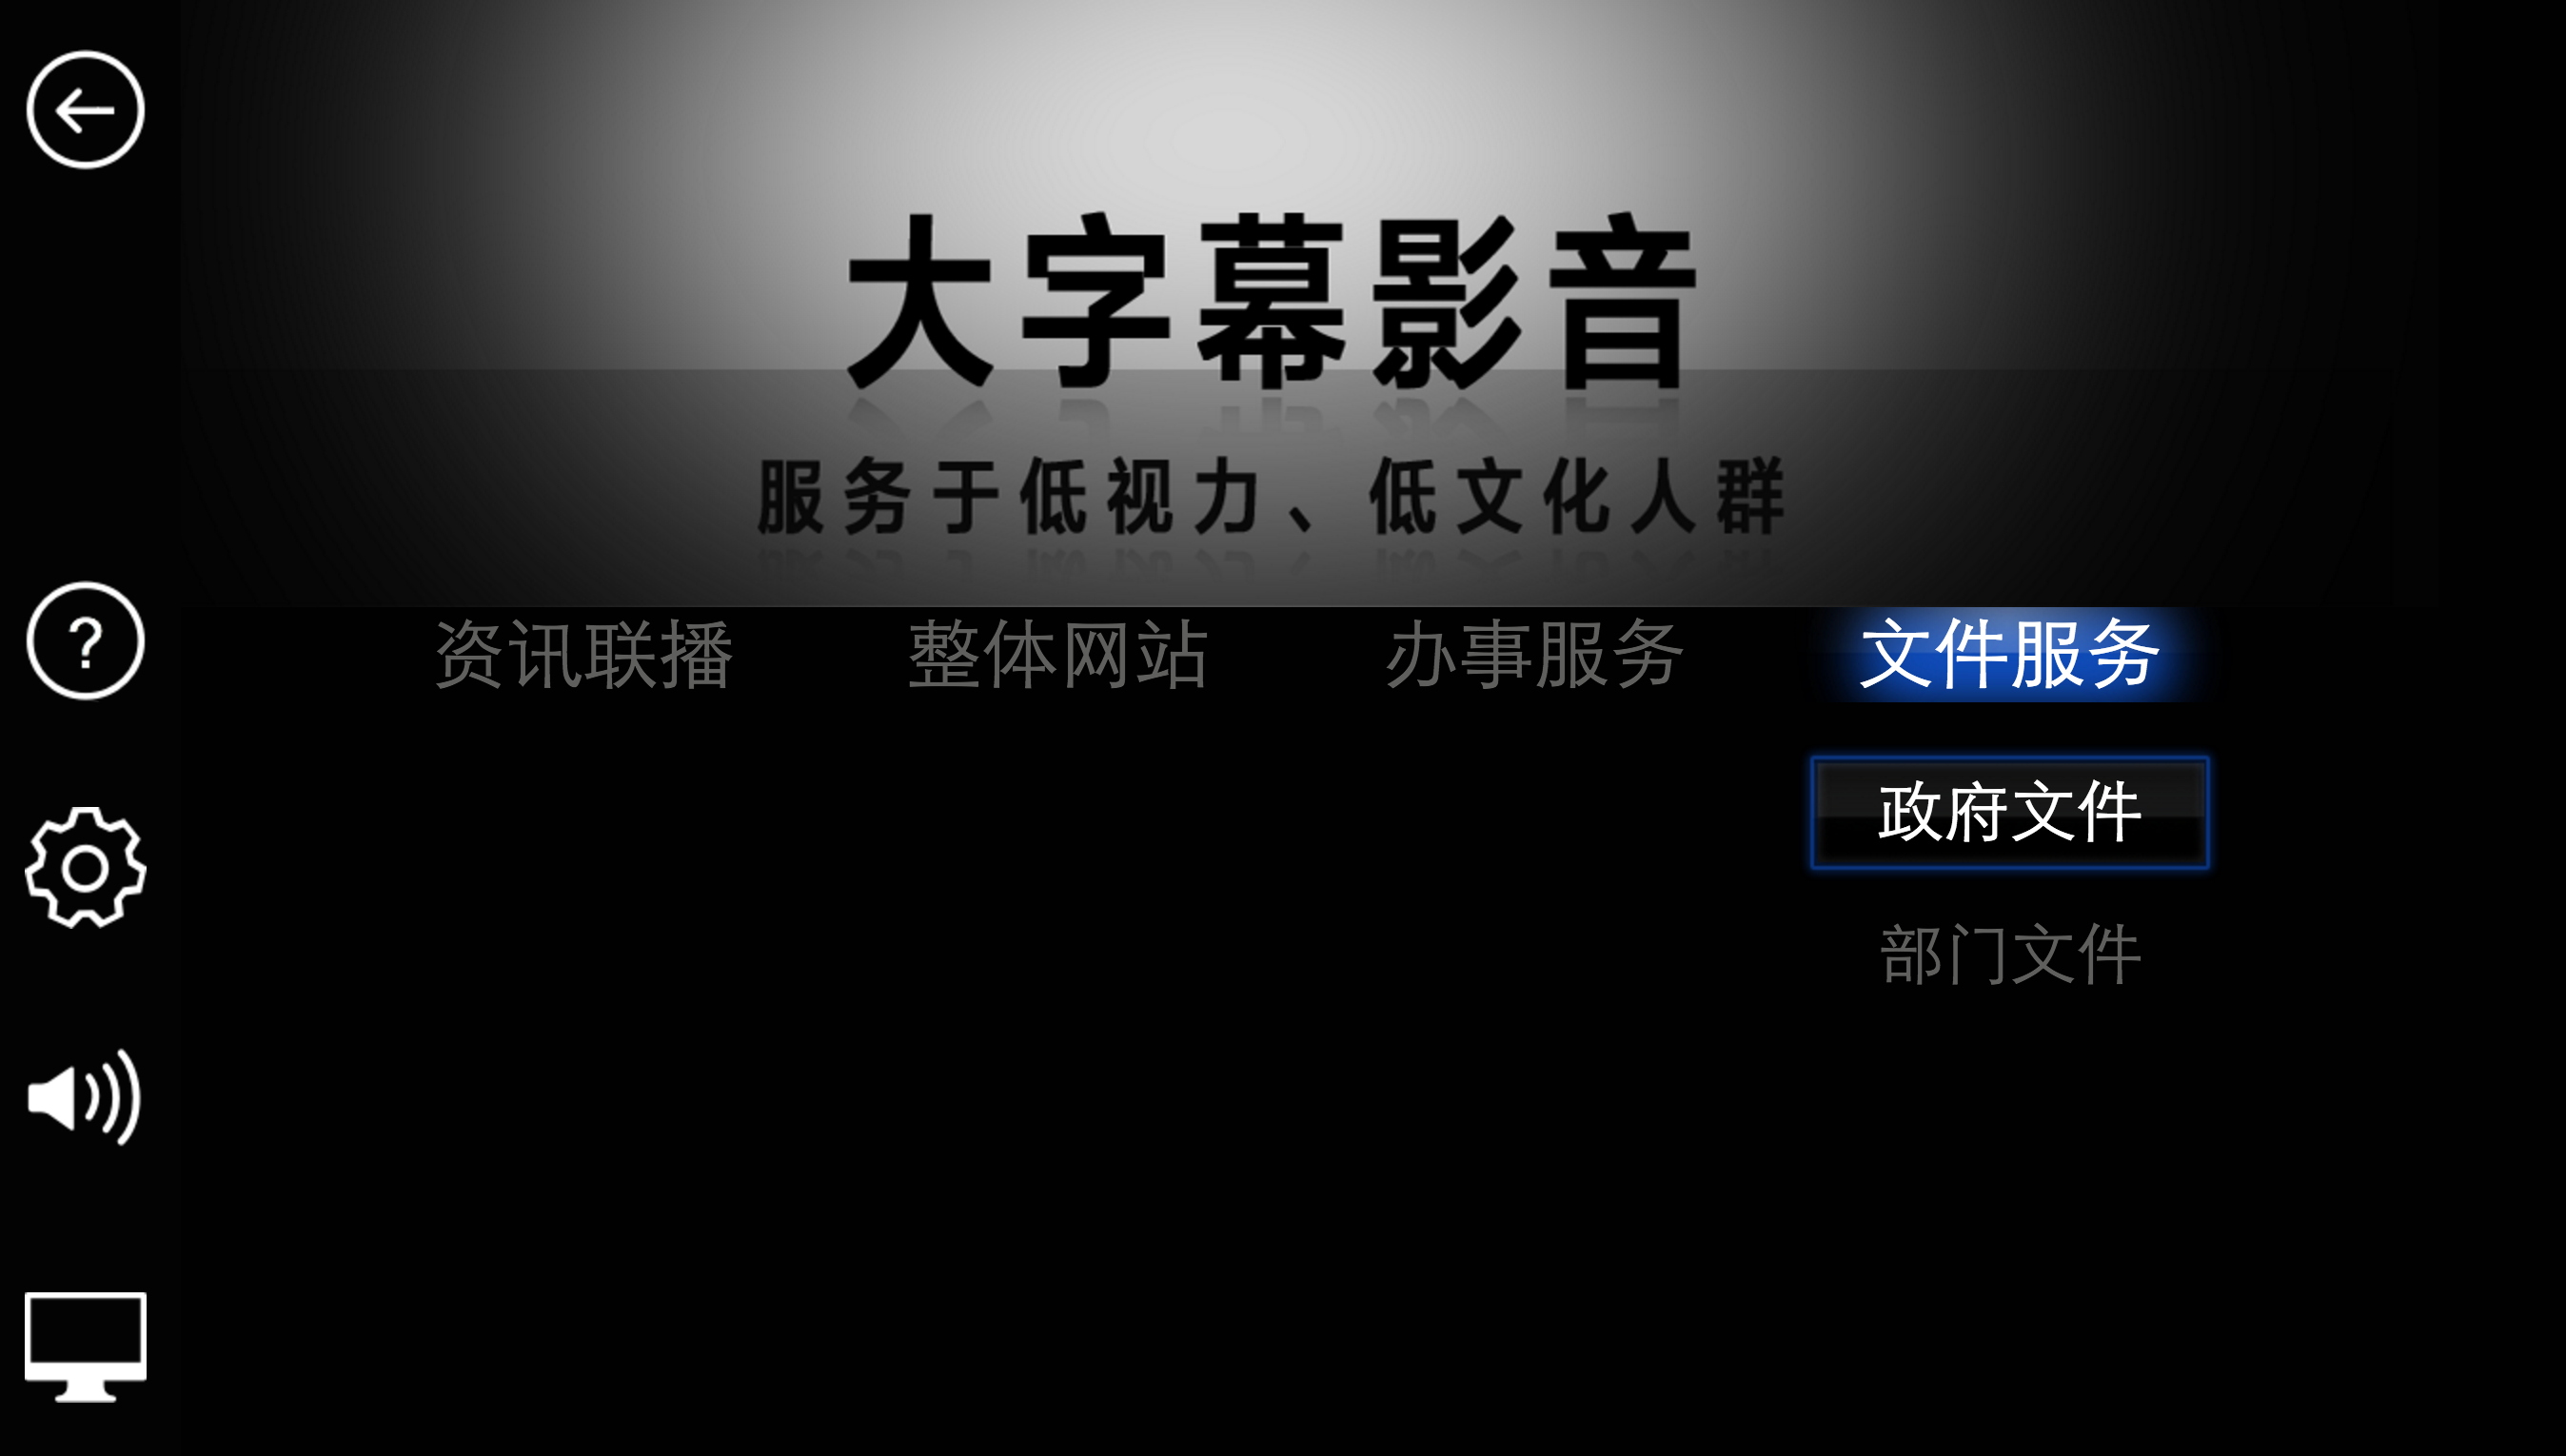 大字幕影音
服务于低视力、低文化人群
资讯联播 整体网站 办事服务 文件服务
政府文件
部门文件
?